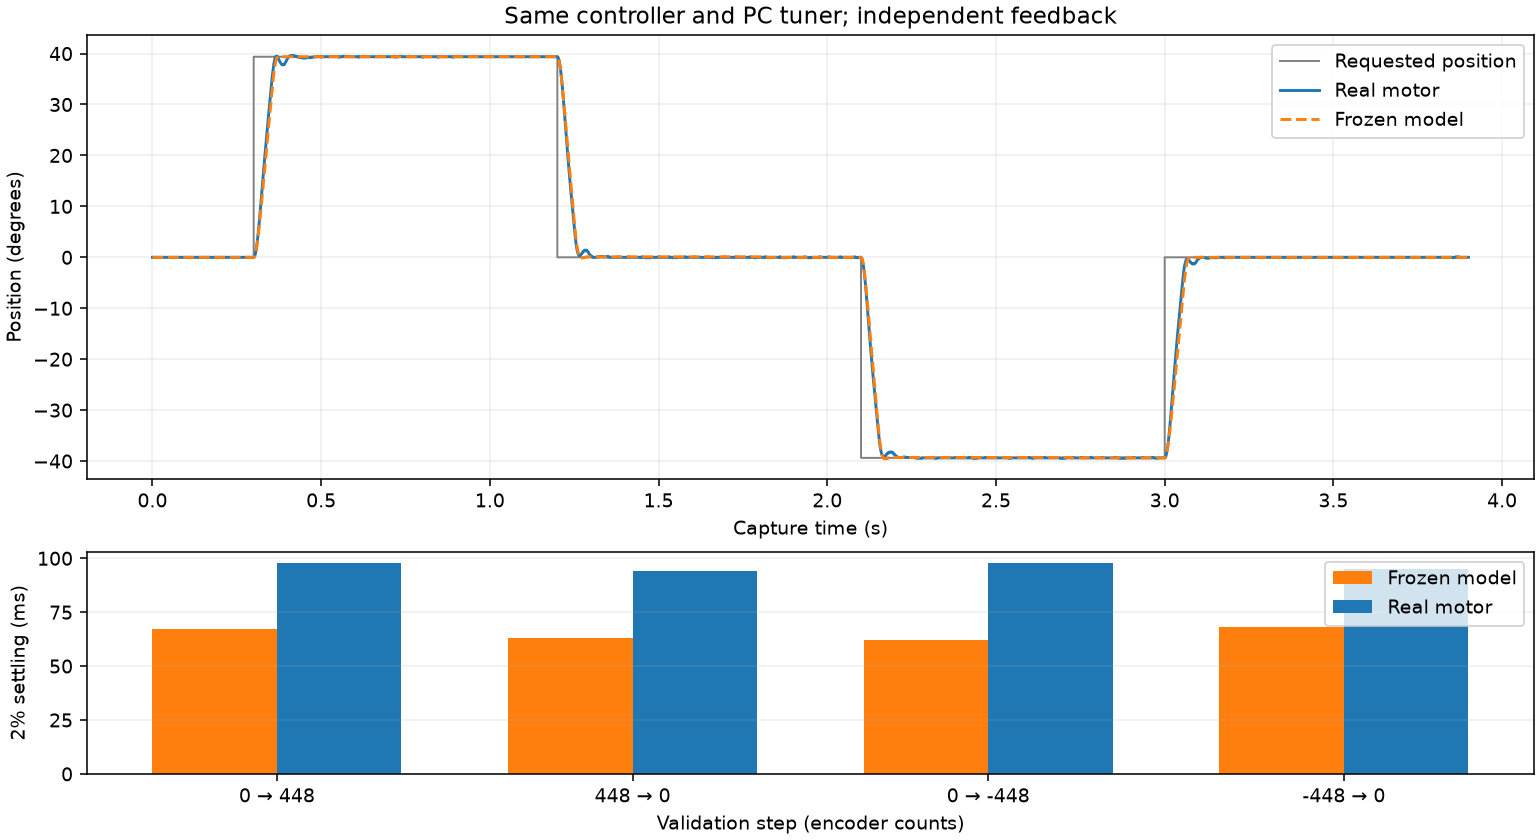 Same controller and PC tuner; independent feedback
Position (degrees)
40
30
20
10
0
−10
−20
−30
−40
Requested position
Real motor
Frozen model
0.0 0.5 1.0 1.5 2.0 2.5 3.0 3.5 4.0
Capture time (s)
2% settling (ms)
100
75
50
25
0
Frozen model
Real motor
0 → 448 448 → 0 0 → -448 -448 → 0
Validation step (encoder counts)